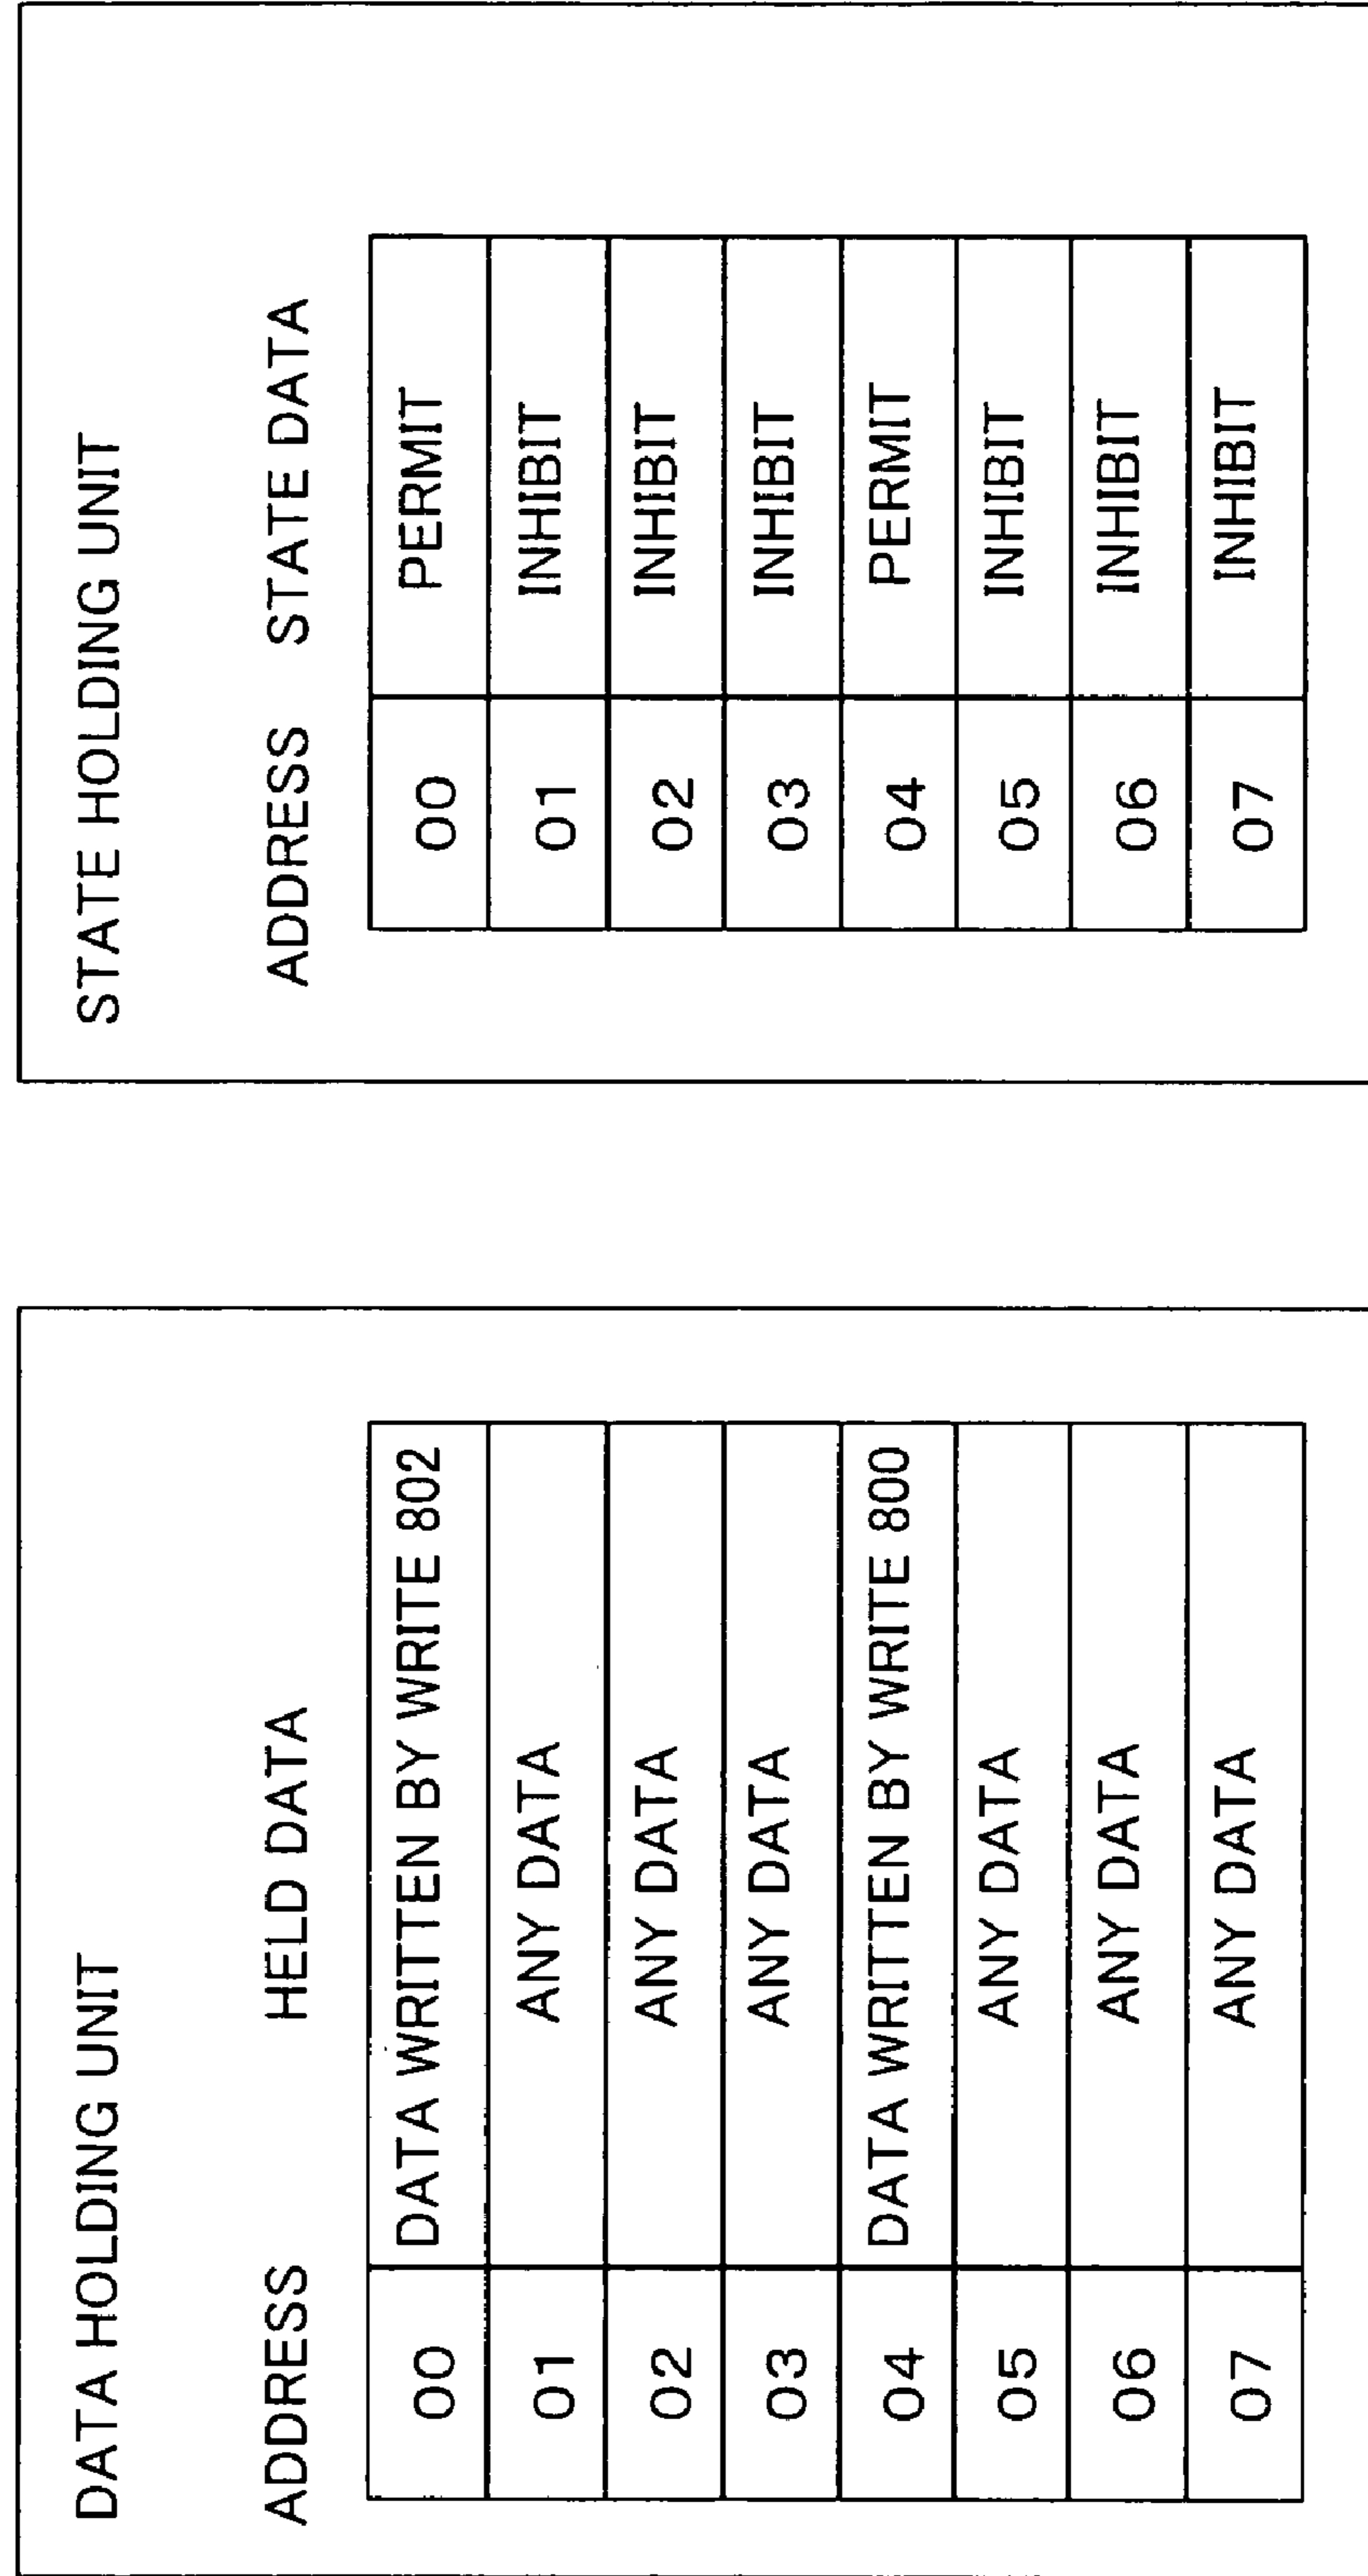 DATA HOLDING UNIT
ADDRESS HELD DATA
00 DATA WRITTEN BY WRITE 802
01 ANY DATA
02 ANY DATA
03 ANY DATA
04 DATA WRITTEN BY WRITE 800
05 ANY DATA
06 ANY DATA
07 ANY DATA
STATE HOLDING UNIT
ADDRESS STATE DATA
00 PERMIT
01 INHIBIT
02 INHIBIT
03 INHIBIT
04 PERMIT
05 INHIBIT
06 INHIBIT
07 INHIBIT